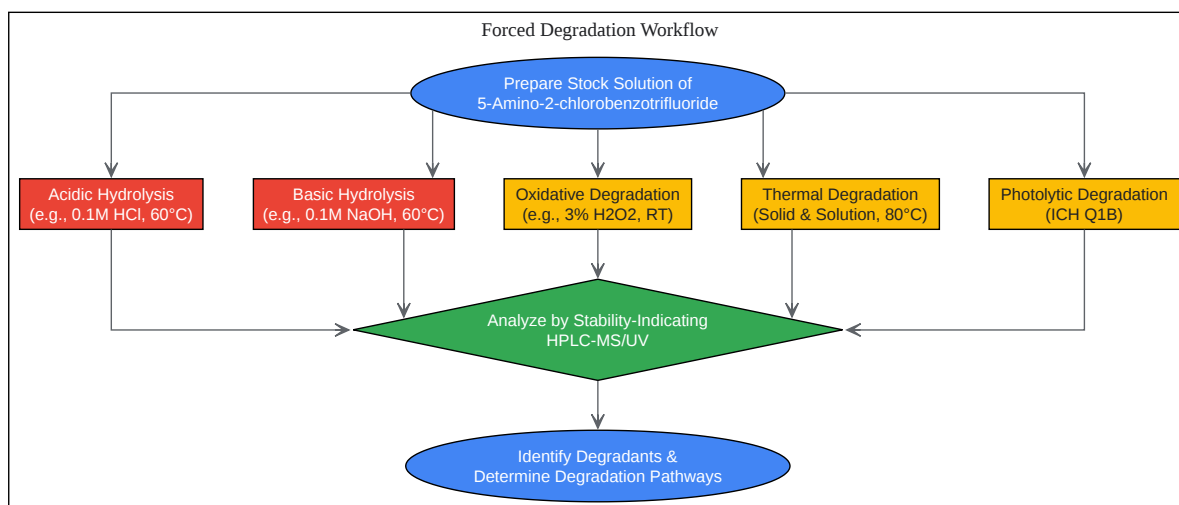 Forced Degradation Workflow
Prepare Stock Solution of
5-Amino-2-chlorobenzotrifluoride
Acidic Hydrolysis
(e.g., 0.1M HCl, 60°C)
Basic Hydrolysis
(e.g., 0.1M NaOH, 60°C)
Oxidative Degradation
(e.g., 3% H2O2, RT)
Thermal Degradation
(Solid & Solution, 80°C)
Photolytic Degradation
(ICH Q1B)
Analyze by Stability-Indicating
HPLC-MS/UV
Identify Degradants &
Determine Degradation Pathways